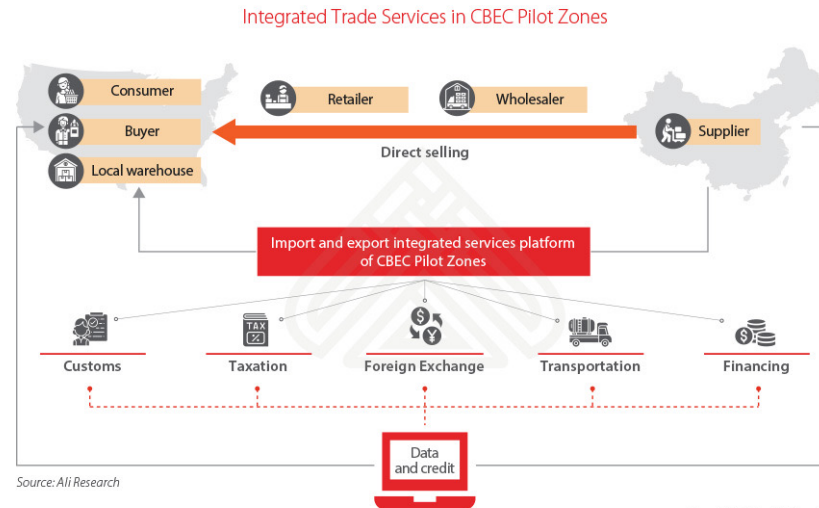 Integrated Trade Services in CBEC Pilot Zones
Consumer
Retailer
Wholesaler
Buyer
Supplier
Direct selling
Local warehouse
Import and export integrated services platform
of CBEC Pilot Zones
$
¥
TAX
%
$
Customs
Taxation
Foreign Exchange
Transportation
Financing
Data
and credit
Source: Ali Research